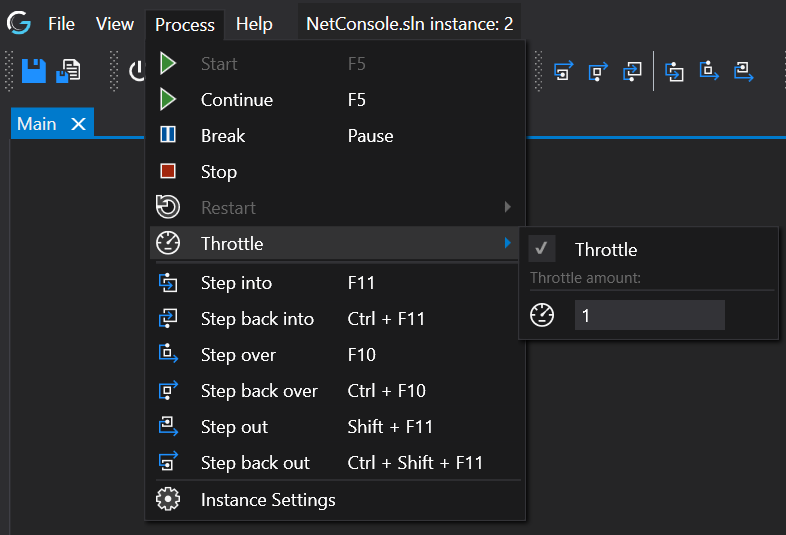 File View Process Help NetConsole.sln instance: 2
Main
Start F5
Continue F5
Break Pause
Stop
Restart
Throttle
Throttle
Throttle amount:
1
Step into F11
Step back into Ctrl + F11
Step over F10
Step back over Ctrl + F10
Step out Shift + F11
Step back out Ctrl + Shift + F11
Instance Settings